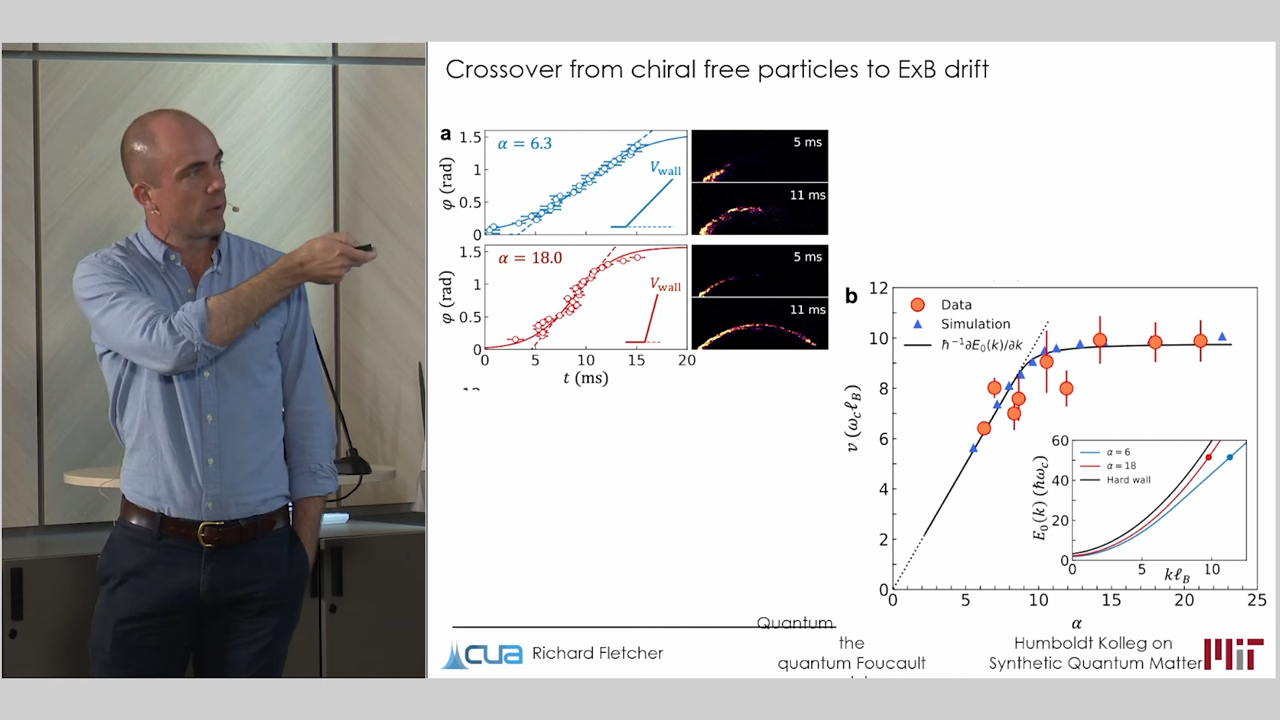 Crossover from chiral free particles to ExB drift
a
α = 6.3
V_wall
φ (rad)
1.5
1
0.5
0
5 ms
11 ms
α = 18.0
V_wall
φ (rad)
1.5
1
0.5
0
5 ms
11 ms
0 5 10 15 20
t (ms)
b
Data
Simulation
ħ⁻¹∂E₀(k)/∂k
v (ω_cℓ_B)
12
10
8
6
4
2
0
0 5 10 15 20 25
α
α = 6
α = 18
Hard wall
E₀(k) (ħω_c)
60
40
20
0
0 5 10
kℓ_B
Quantum
the
quantum Foucault
CUA Richard Fletcher
Humboldt Kolleg on
Synthetic Quantum Matter
MIT